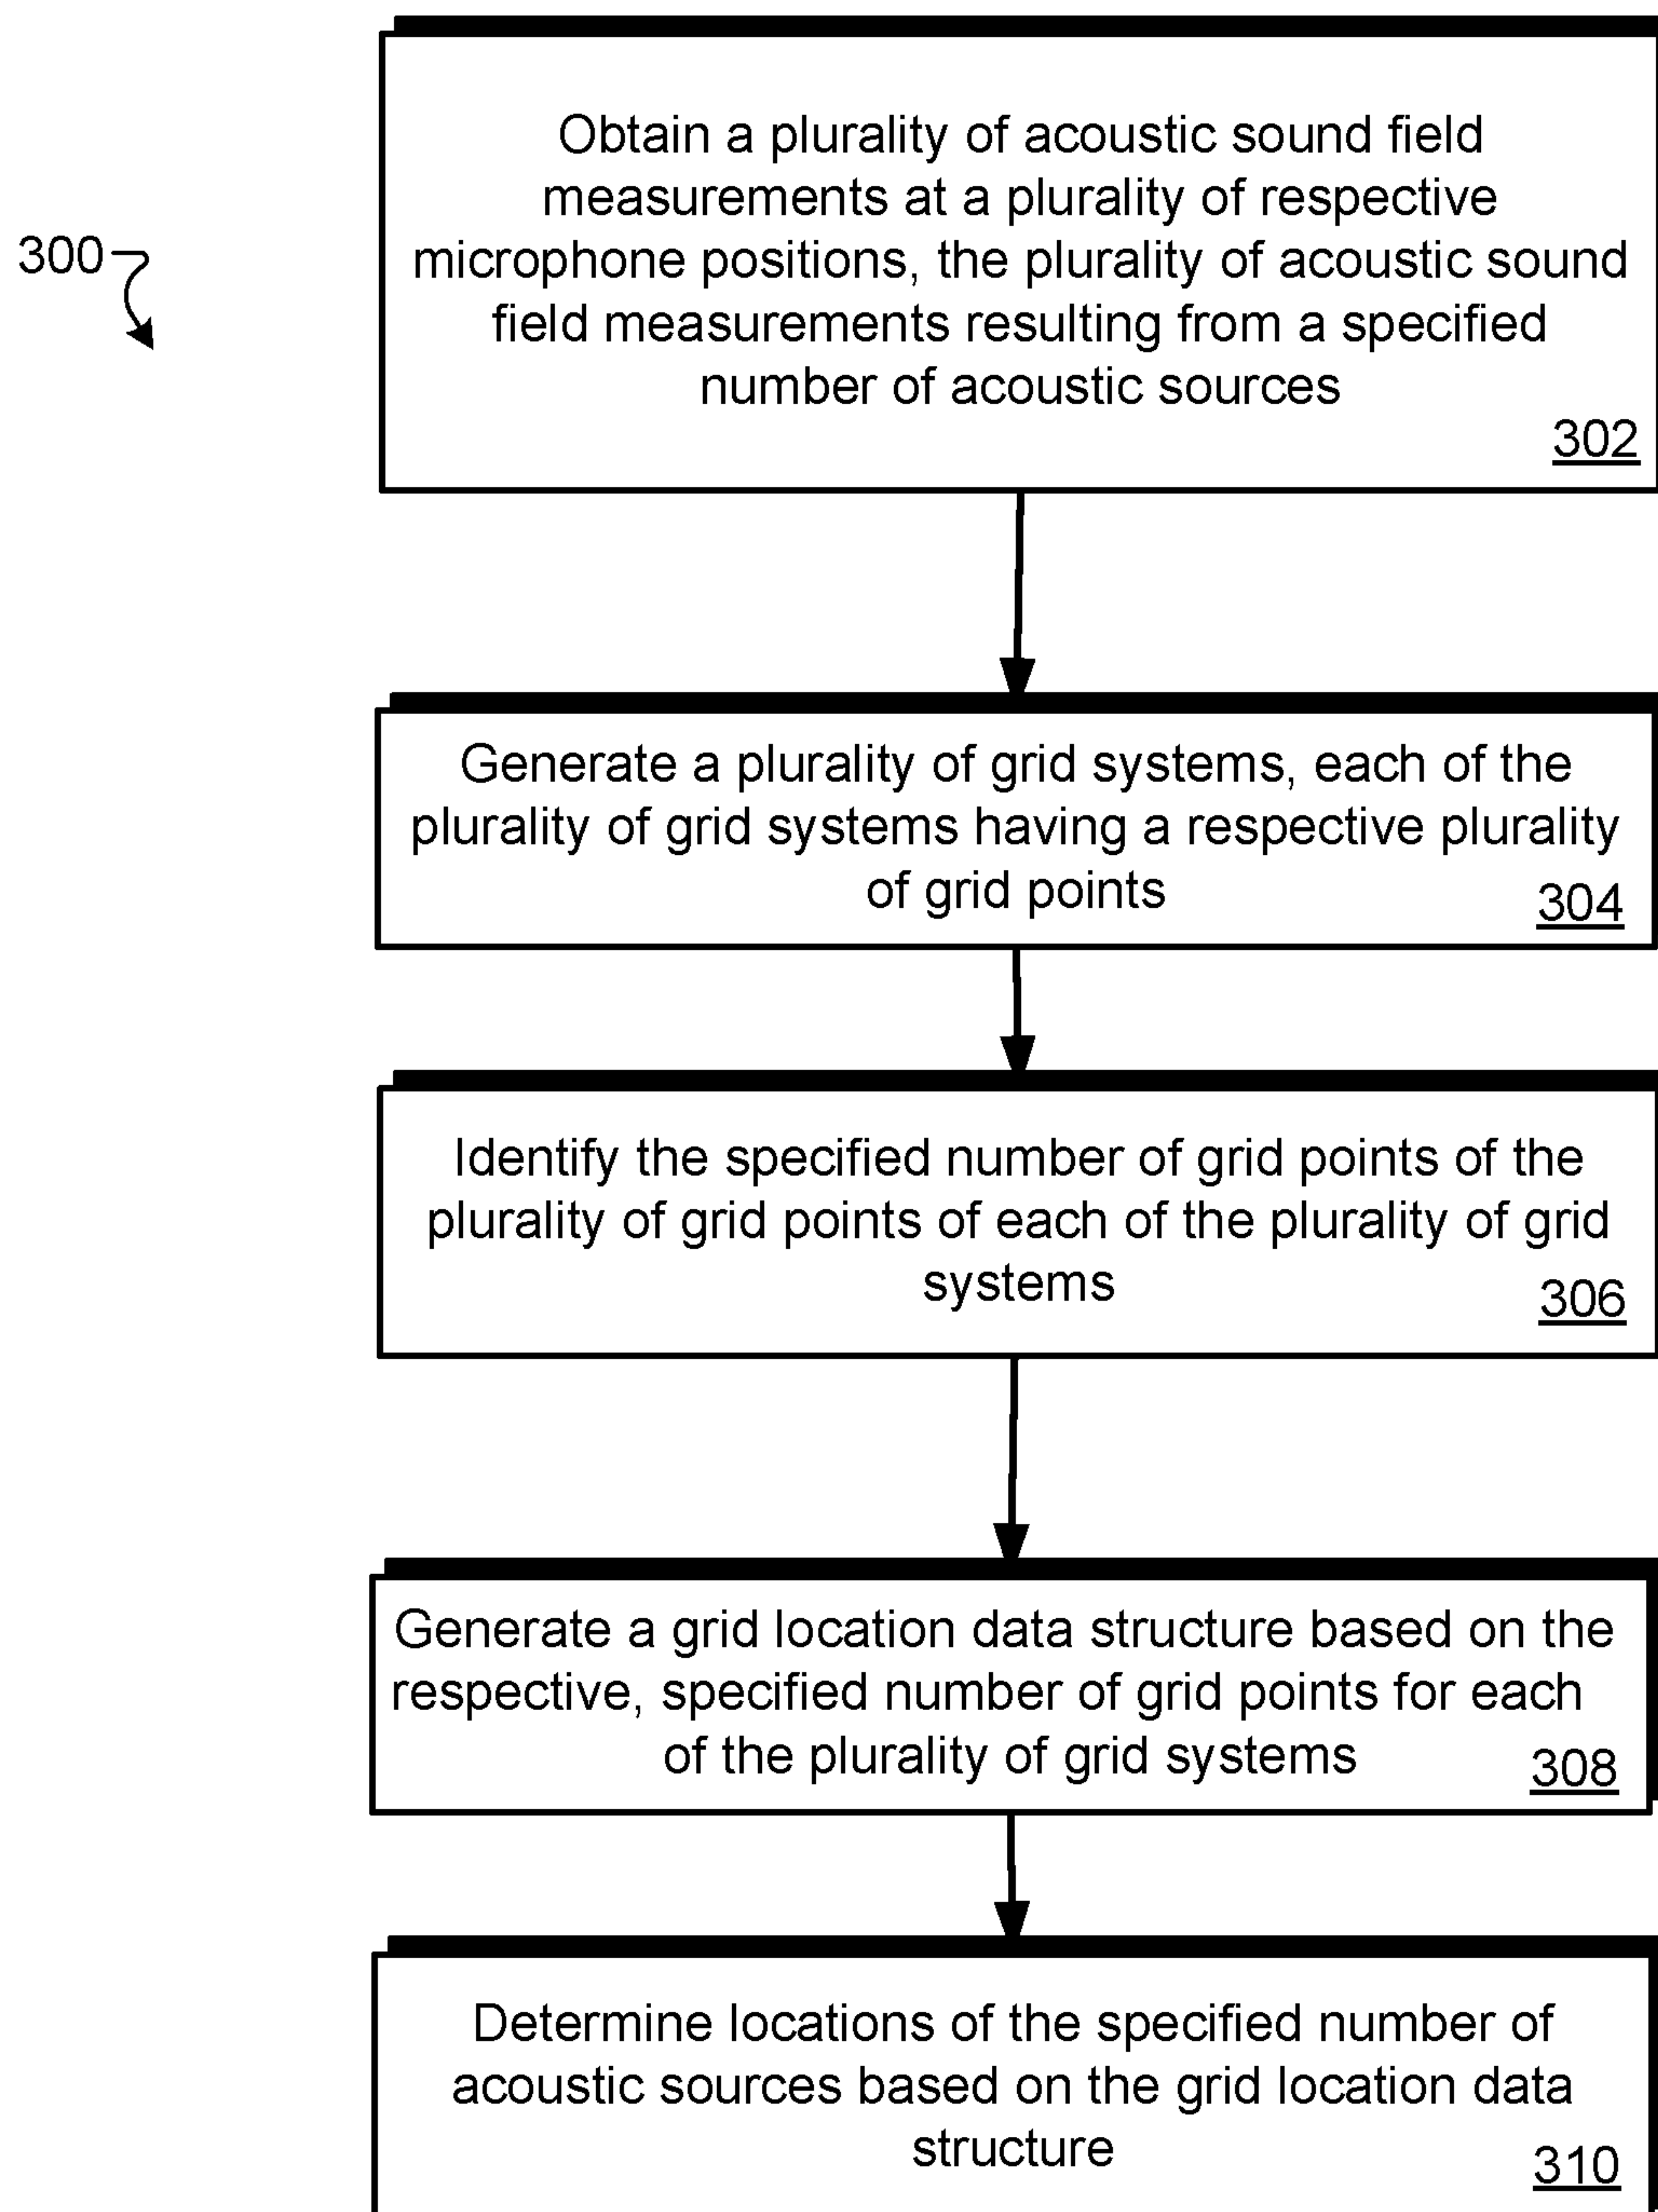 300
Obtain a plurality of acoustic sound field
measurements at a plurality of respective
microphone positions, the plurality of acoustic sound
field measurements resulting from a specified
number of acoustic sources
302
Generate a plurality of grid systems, each of the
plurality of grid systems having a respective plurality
of grid points
304
Identify the specified number of grid points of the
plurality of grid points of each of the plurality of grid
systems
306
Generate a grid location data structure based on the
respective, specified number of grid points for each
of the plurality of grid systems
308
Determine locations of the specified number of
acoustic sources based on the grid location data
structure
310